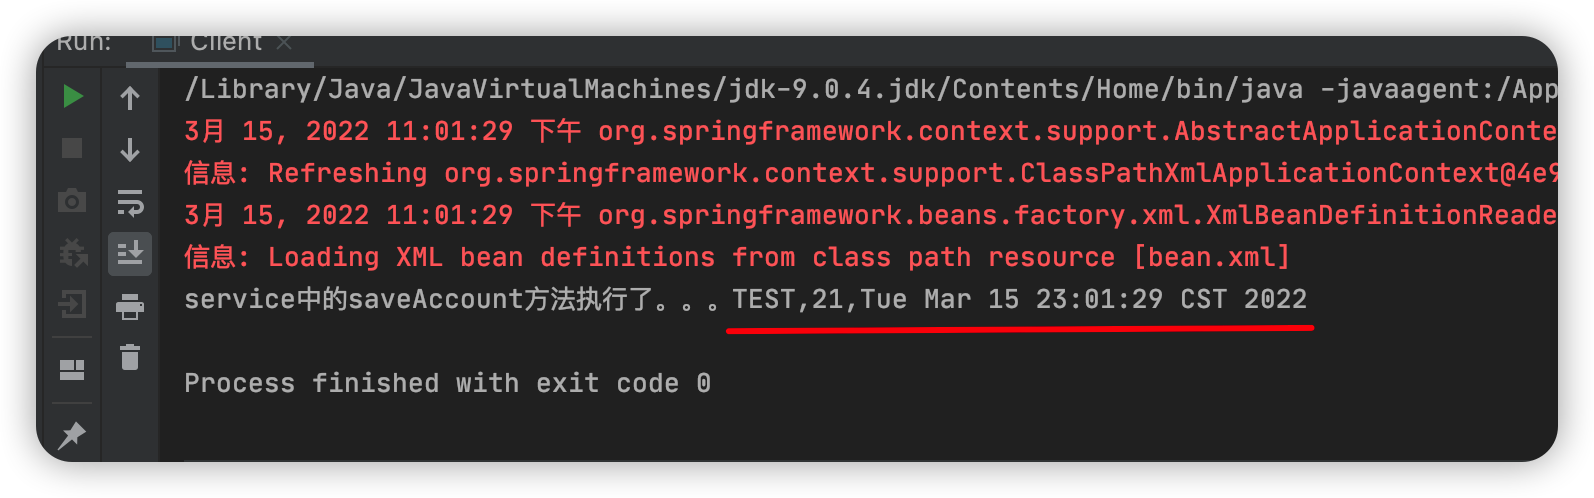 Run: Client
/Library/Java/JavaVirtualMachines/jdk-9.0.4.jdk/Contents/Home/bin/java -javaagent:/App
3月 15, 2022 11:01:29 下午 org.springframework.context.support.AbstractApplicationConte
信息: Refreshing org.springframework.context.support.ClassPathXmlApplicationContext@4e9
3月 15, 2022 11:01:29 下午 org.springframework.beans.factory.xml.XmlBeanDefinitionReade
信息: Loading XML bean definitions from class path resource [bean.xml]
service中的saveAccount方法执行了。。。TEST,21,Tue Mar 15 23:01:29 CST 2022
Process finished with exit code 0